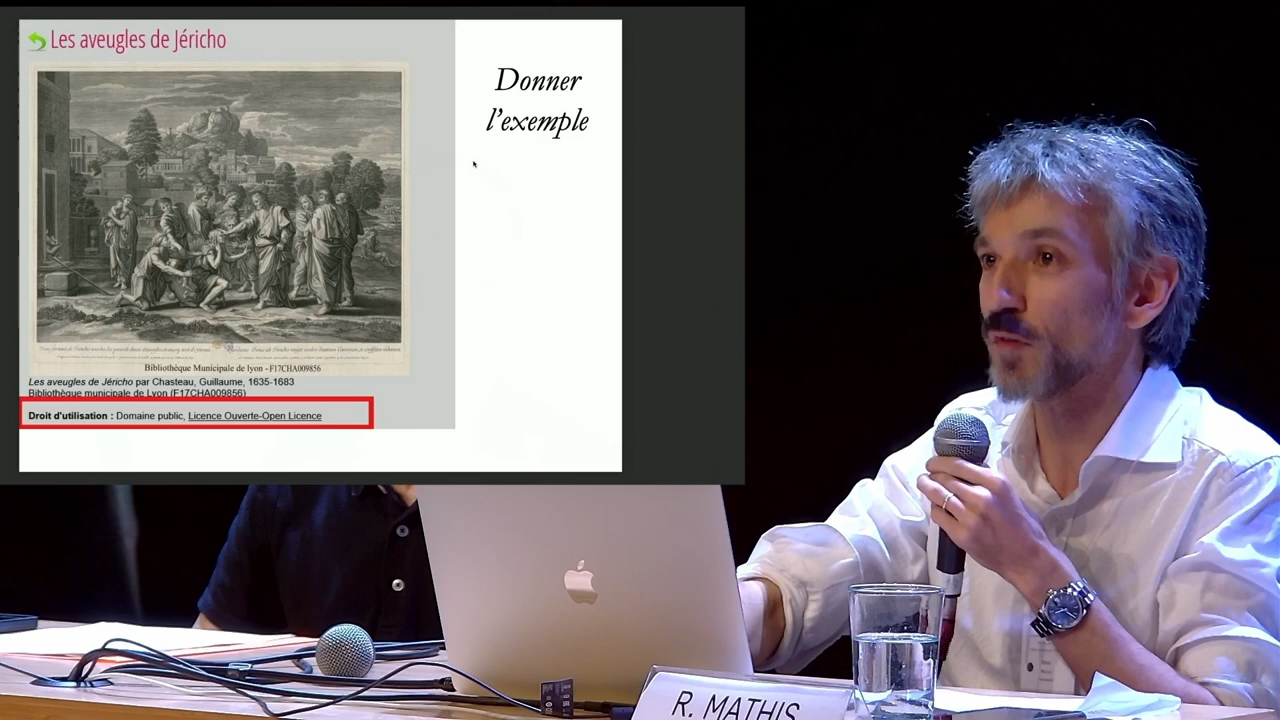 Les aveugles de Jéricho
Donner
l'exemple
Bibliothèque Municipale de lyon - F17CHA009856
Les aveugles de Jéricho par Chasteau, Guillaume, 1635-1683
Bibliothèque municipale de Lyon (F17CHA009856)
Droit d'utilisation : Domaine public, Licence Ouverte-Open Licence
R. MATHIS